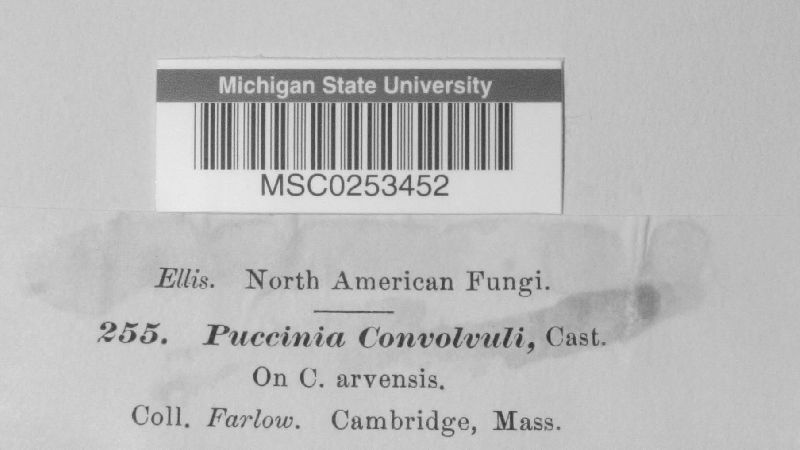 Michigan State University
MSC0253452
Ellis. North American Fungi.
255. Puccinia Convolvuli, Cast.
On C. arvensis.
Coll. Farlow. Cambridge, Mass.